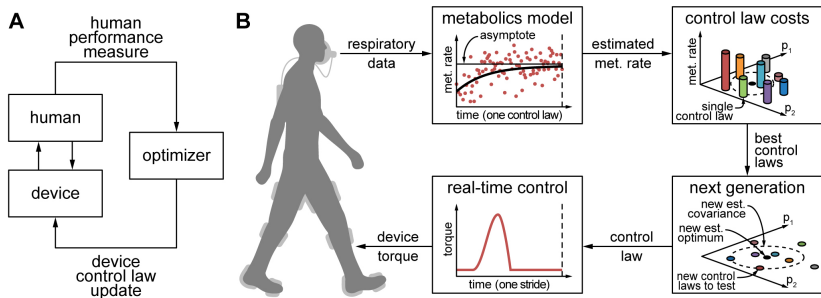 A
human
performance
measure
human
device
optimizer
device
control law
update
B
respiratory
data
metabolics model
asymptote
met. rate
time (one control law)
estimated
met. rate
control law costs
met. rate
p1
single
control law
p2
best
control
laws
next generation
new est.
covariance
new est.
optimum
new control
laws to test
p1
p2
control
law
real-time control
torque
time (one stride)
device
torque